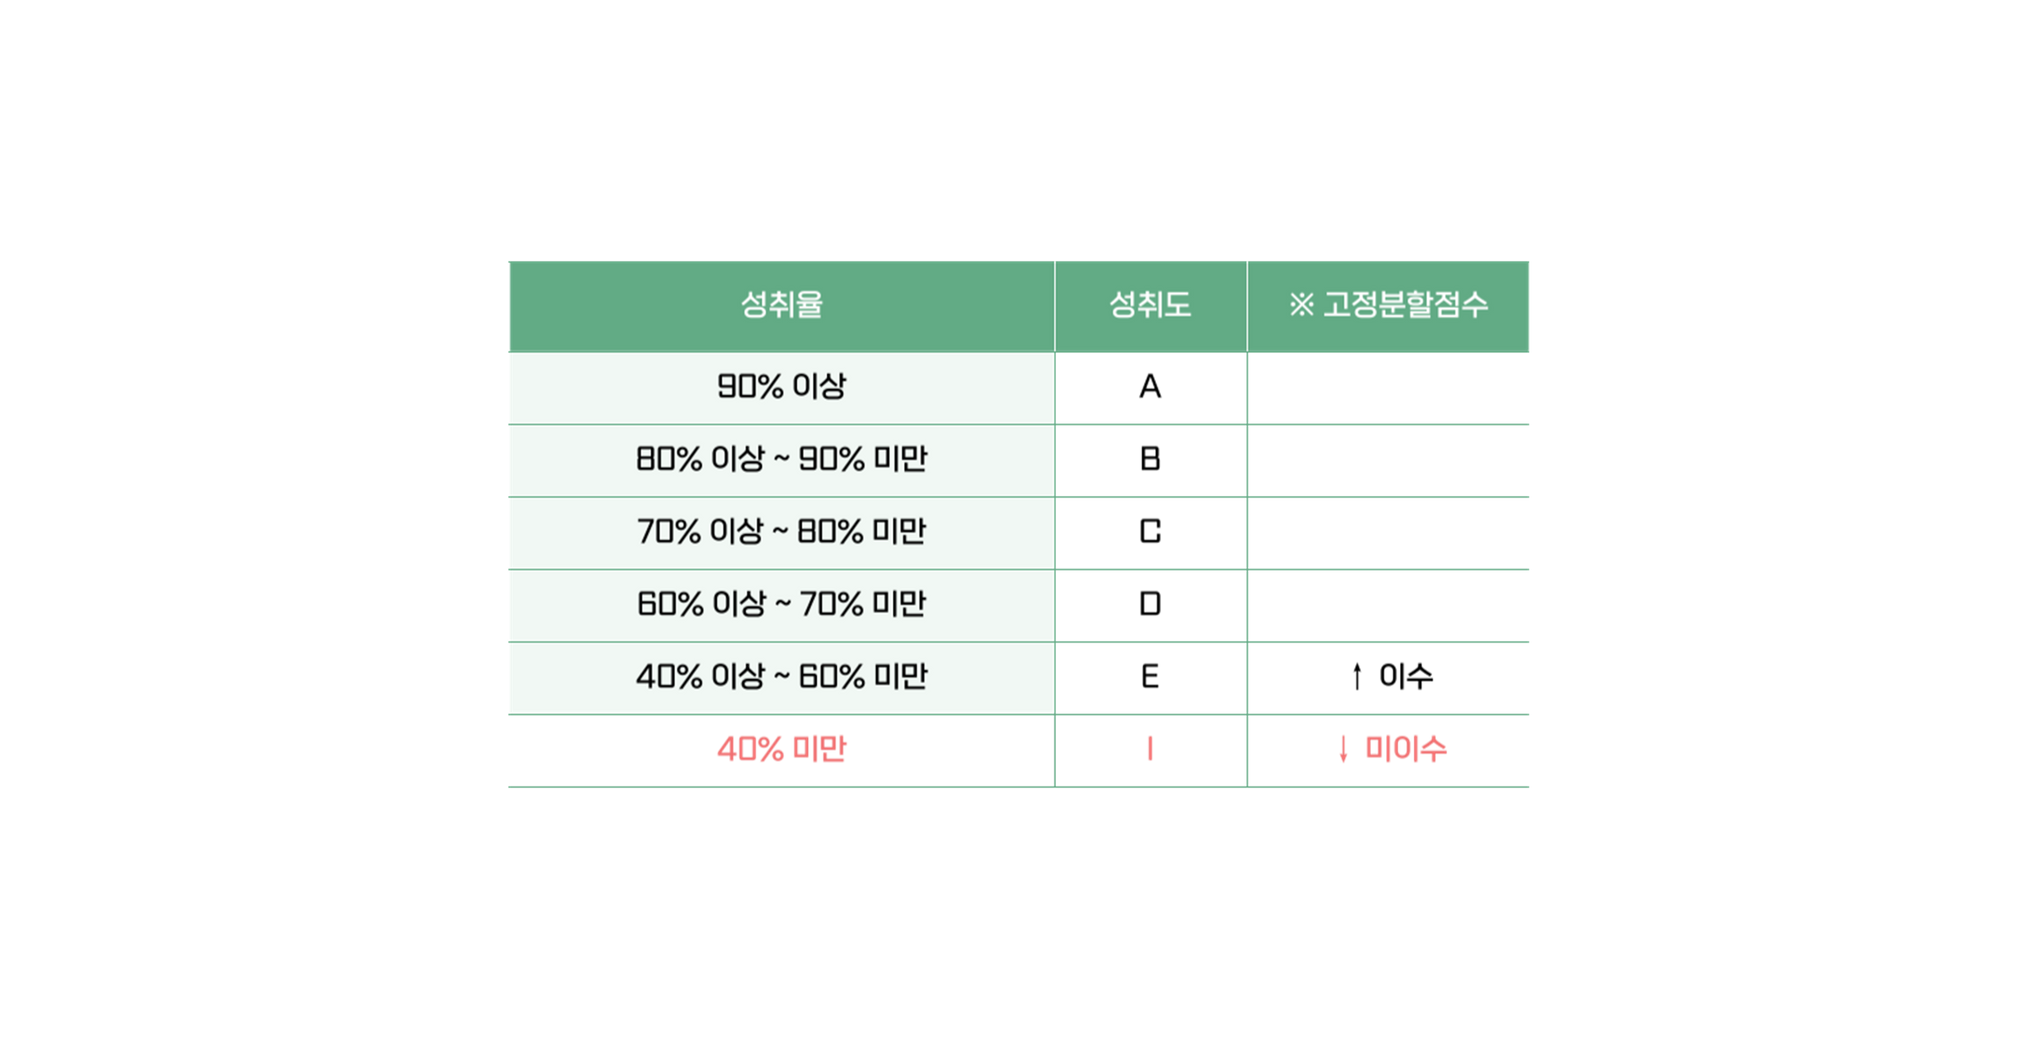 성취율 성취도 ※ 고정분할점수
90% 이상 A
80% 이상 ~ 90% 미만 B
70% 이상 ~ 80% 미만 C
60% 이상 ~ 70% 미만 D
40% 이상 ~ 60% 미만 E ↑ 이수
40% 미만 I ↓ 미이수